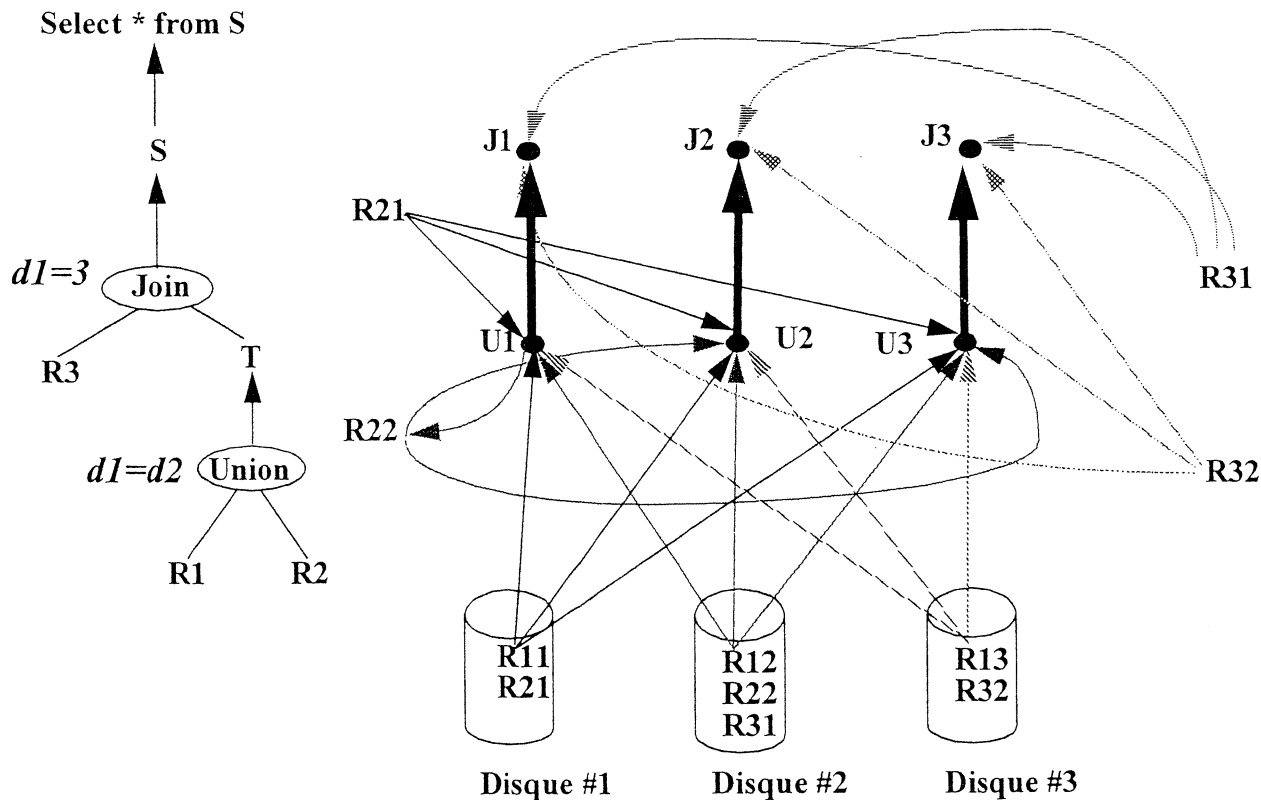 Select * from S
S
d1=3
Join
R3
T
d1=d2
Union
R1
R2
J1
J2
J3
R21
R31
U1
U2
U3
R22
R32
R11
R21
R12
R22
R31
R13
R32
Disque #1
Disque #2
Disque #3